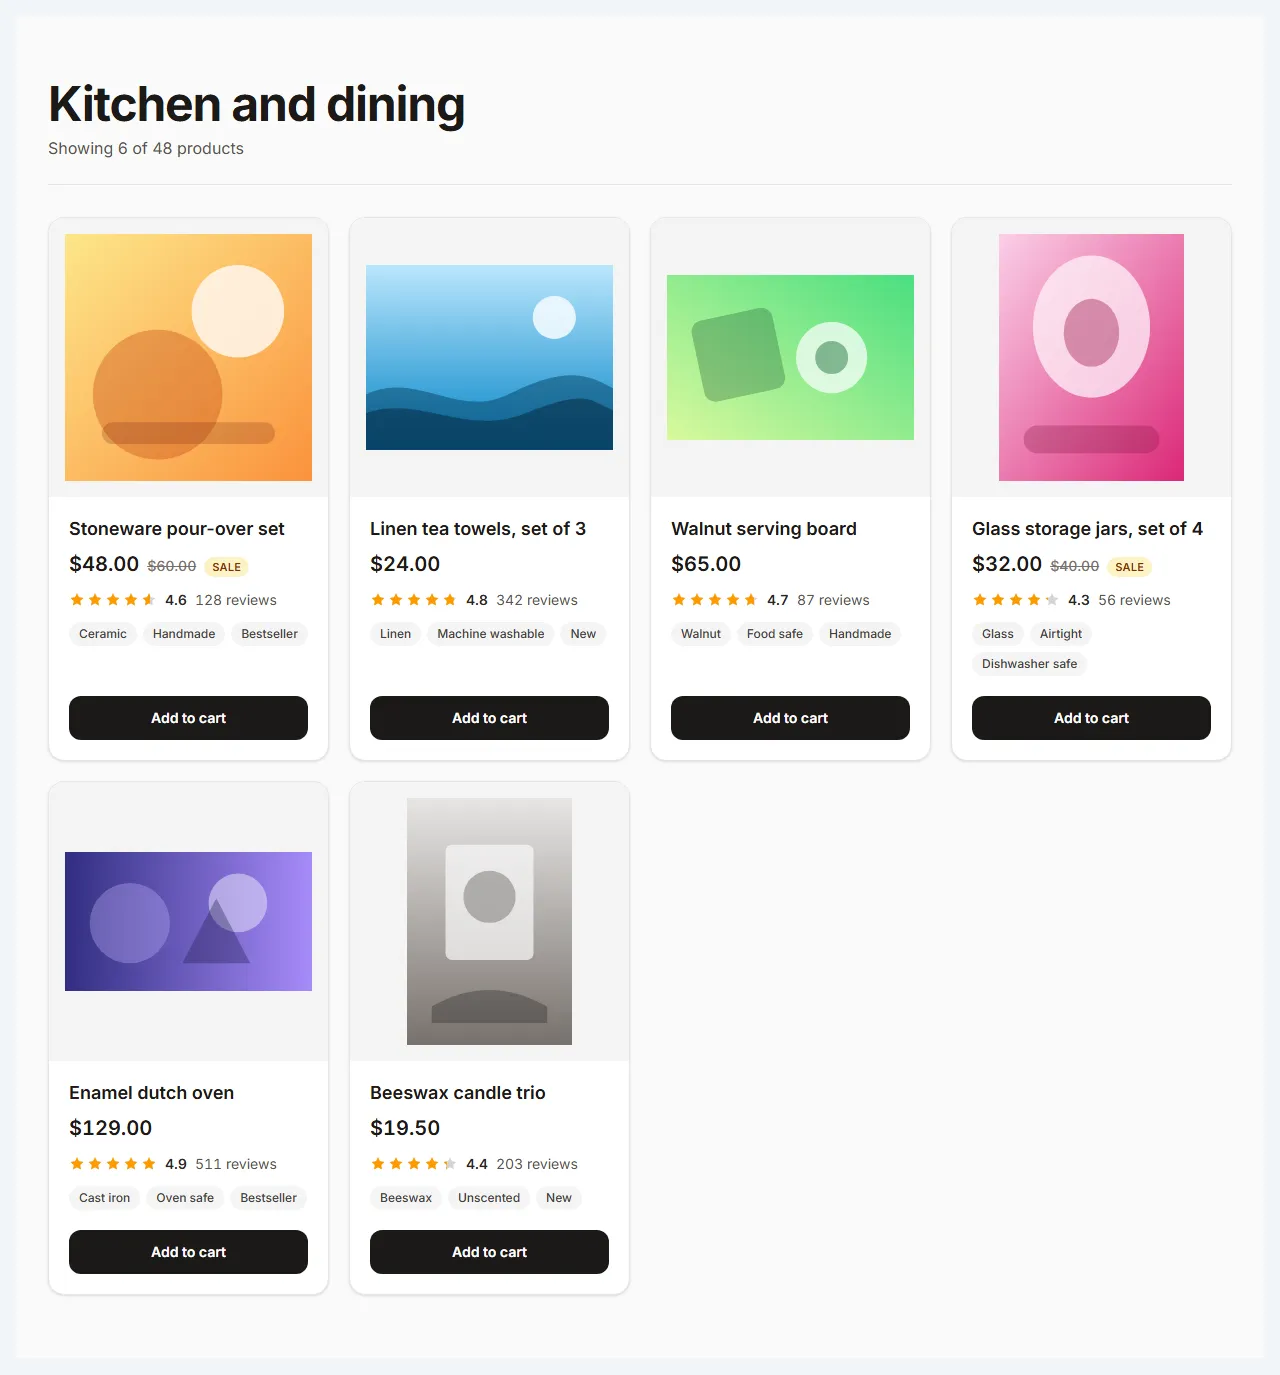 Kitchen and dining
Showing 6 of 48 products
Stoneware pour-over set
$48.00 $60.00 SALE
4.6 128 reviews
Ceramic Handmade Bestseller
Add to cart
Linen tea towels, set of 3
$24.00
4.8 342 reviews
Linen Machine washable New
Add to cart
Walnut serving board
$65.00
4.7 87 reviews
Walnut Food safe Handmade
Add to cart
Glass storage jars, set of 4
$32.00 $40.00 SALE
4.3 56 reviews
Glass Airtight
Dishwasher safe
Add to cart
Enamel dutch oven
$129.00
4.9 511 reviews
Cast iron Oven safe Bestseller
Add to cart
Beeswax candle trio
$19.50
4.4 203 reviews
Beeswax Unscented New
Add to cart